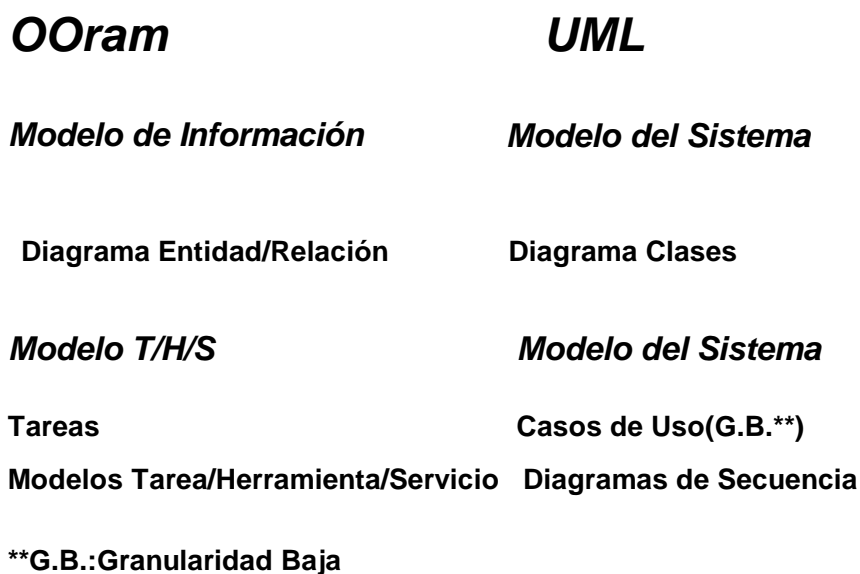 OOram UML
Modelo de Información Modelo del Sistema
Diagrama Entidad/Relación Diagrama Clases
Modelo T/H/S Modelo del Sistema
Tareas Casos de Uso(G.B.**)
Modelos Tarea/Herramienta/Servicio Diagramas de Secuencia
**G.B.:Granularidad Baja